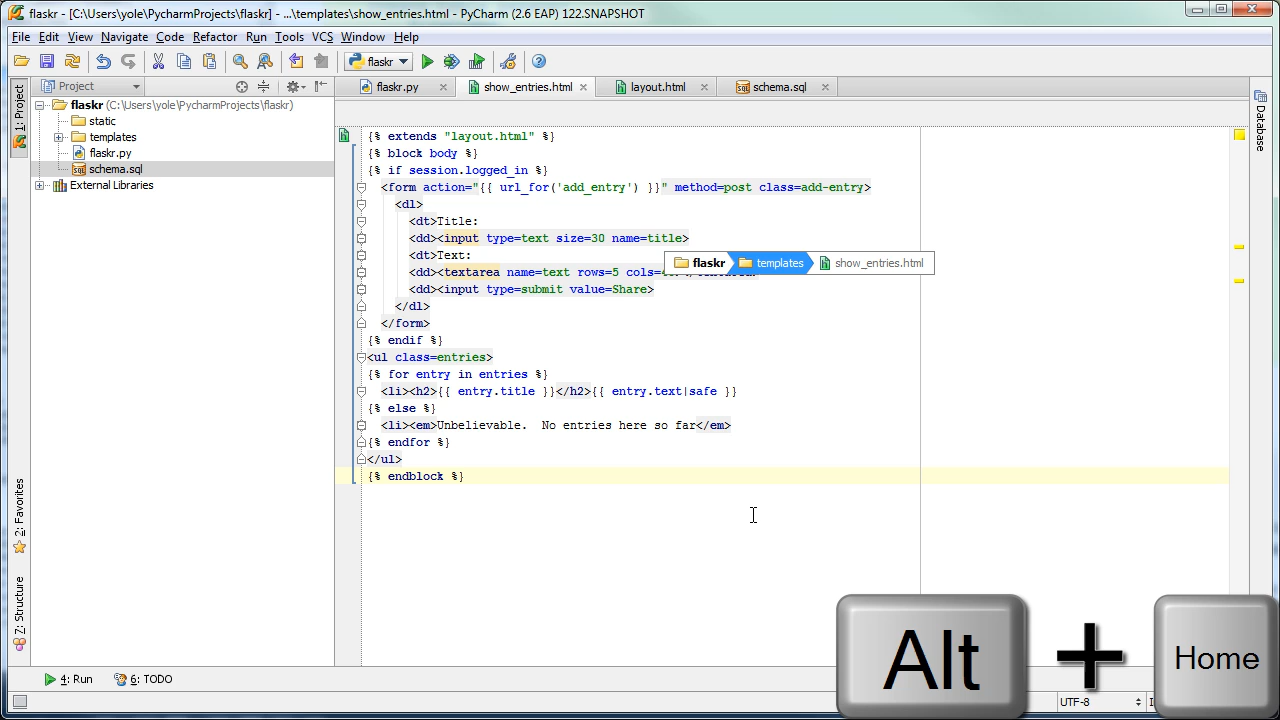 flaskr - [C:\Users\yole\PycharmProjects\flaskr] - ...\templates\show_entries.html - PyCharm (2.6 EAP) 122.SNAPSHOT
File Edit View Navigate Code Refactor Run Tools VCS Window Help
flaskr
Project
flaskr.py show_entries.html layout.html schema.sql
1: Project
flaskr (C:\Users\yole\PycharmProjects\flaskr)
static
templates
flaskr.py
schema.sql
External Libraries
2: Favorites
7: Structure
{% extends "layout.html" %}
{% block body %}
{% if session.logged_in %}
<form action="{{ url_for('add_entry') }}" method=post class=add-entry>
<dl>
<dt>Title:
<dd><input type=text size=30 name=title>
<dt>Text:
flaskr templates show_entries.html
<dd><textarea name=text rows=5 cols=
<dd><input type=submit value=Share>
</dl>
</form>
{% endif %}
<ul class=entries>
{% for entry in entries %}
<li><h2>{{ entry.title }}</h2>{{ entry.text|safe }}
{% else %}
<li><em>Unbelievable.  No entries here so far</em>
{% endfor %}
</ul>
{% endblock %}
Database
Alt + Home
4: Run 6: TODO
UTF-8